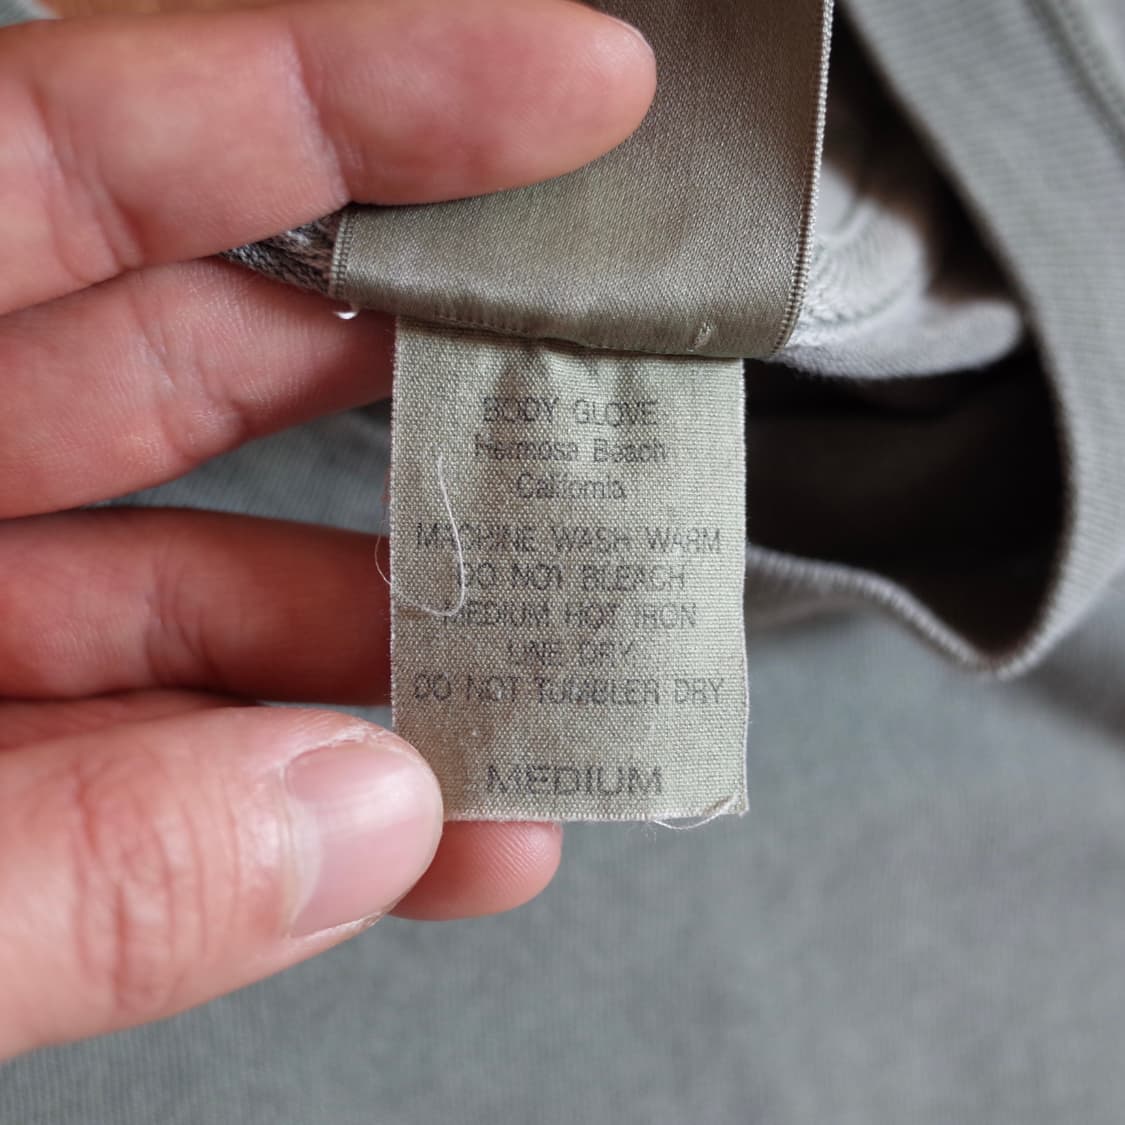 BODY GLOVE
Hermosa Beach
California
MACHINE WASH WARM
DO NOT BLEACH
MEDIUM HOT IRON
LINE DRY
DO NOT TUMBLER DRY
MEDIUM